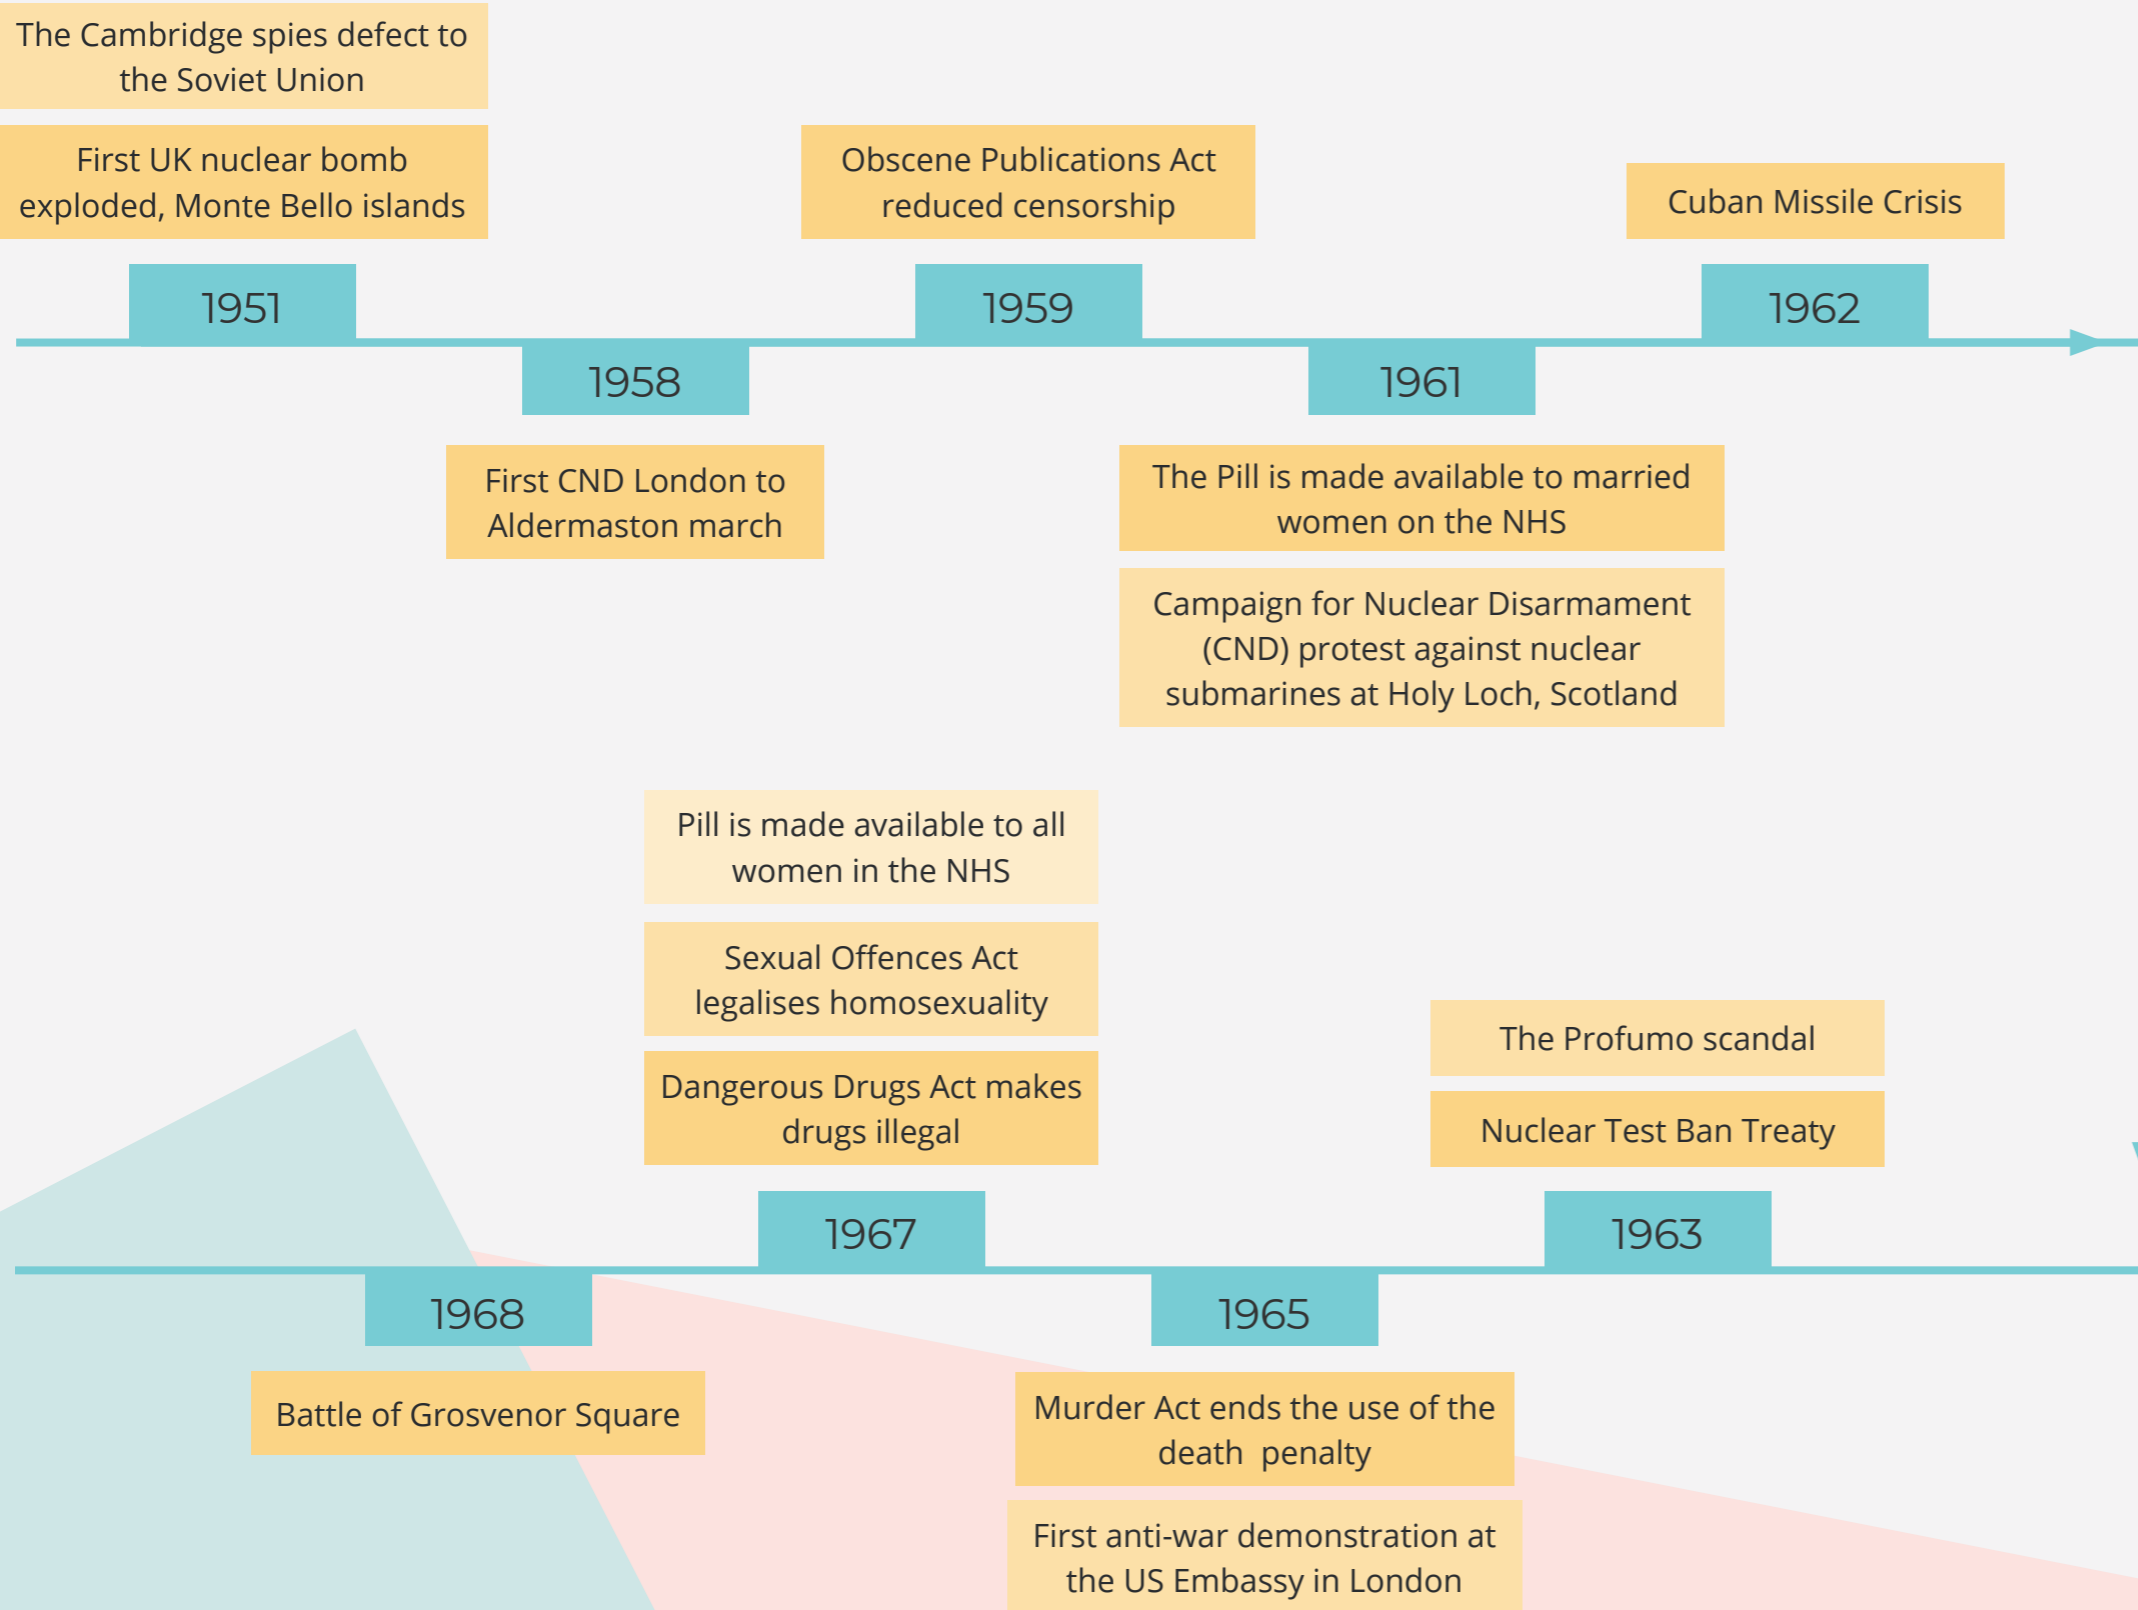 The Cambridge spies defect to
the Soviet Union
First UK nuclear bomb
exploded, Monte Bello islands
1951
1958
First CND London to
Aldermaston march
Obscene Publications Act
reduced censorship
1959
1961
The Pill is made available to married
women on the NHS
Campaign for Nuclear Disarmament
(CND) protest against nuclear
submarines at Holy Loch, Scotland
Cuban Missile Crisis
1962
The Profumo scandal
Nuclear Test Ban Treaty
1963
1965
Murder Act ends the use of the
death  penalty
First anti-war demonstration at
the US Embassy in London
Pill is made available to all
women in the NHS
Sexual Offences Act
legalises homosexuality
Dangerous Drugs Act makes
drugs illegal
1967
1968
Battle of Grosvenor Square